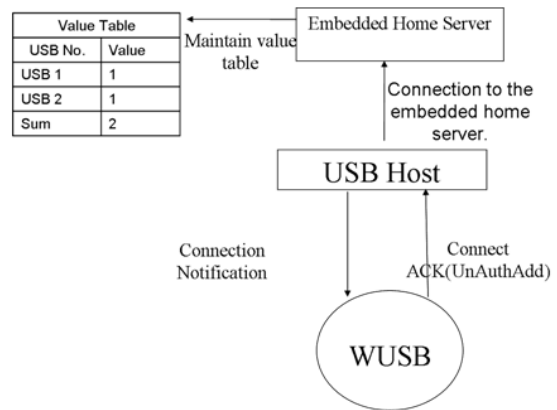 Value Table
USB No. Value
USB 1 1
USB 2 1
Sum 2
Maintain value
table
Embedded Home Server
Connection to the
embedded home
server.
USB Host
Connection
Notification
Connect
ACK(UnAuthAdd)
WUSB